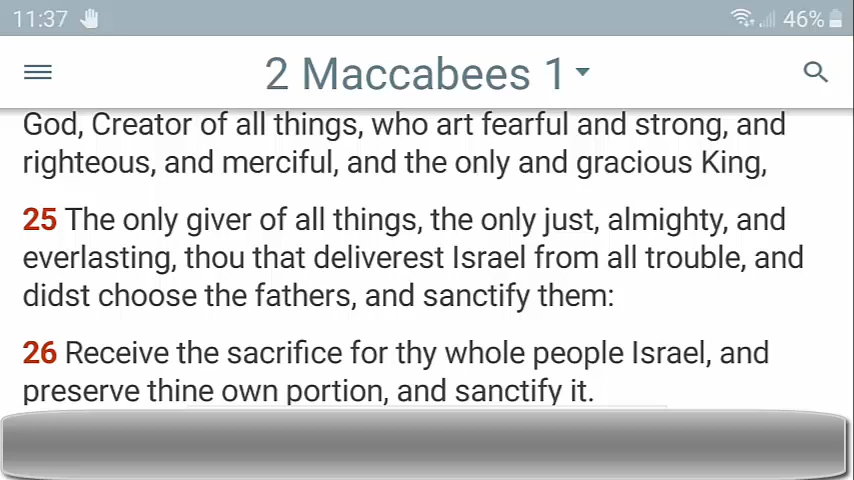 11:37 46%
2 Maccabees 1
God, Creator of all things, who art fearful and strong, and
righteous, and merciful, and the only and gracious King,
25 The only giver of all things, the only just, almighty, and
everlasting, thou that deliverest Israel from all trouble, and
didst choose the fathers, and sanctify them:
26 Receive the sacrifice for thy whole people Israel, and
preserve thine own portion, and sanctify it.